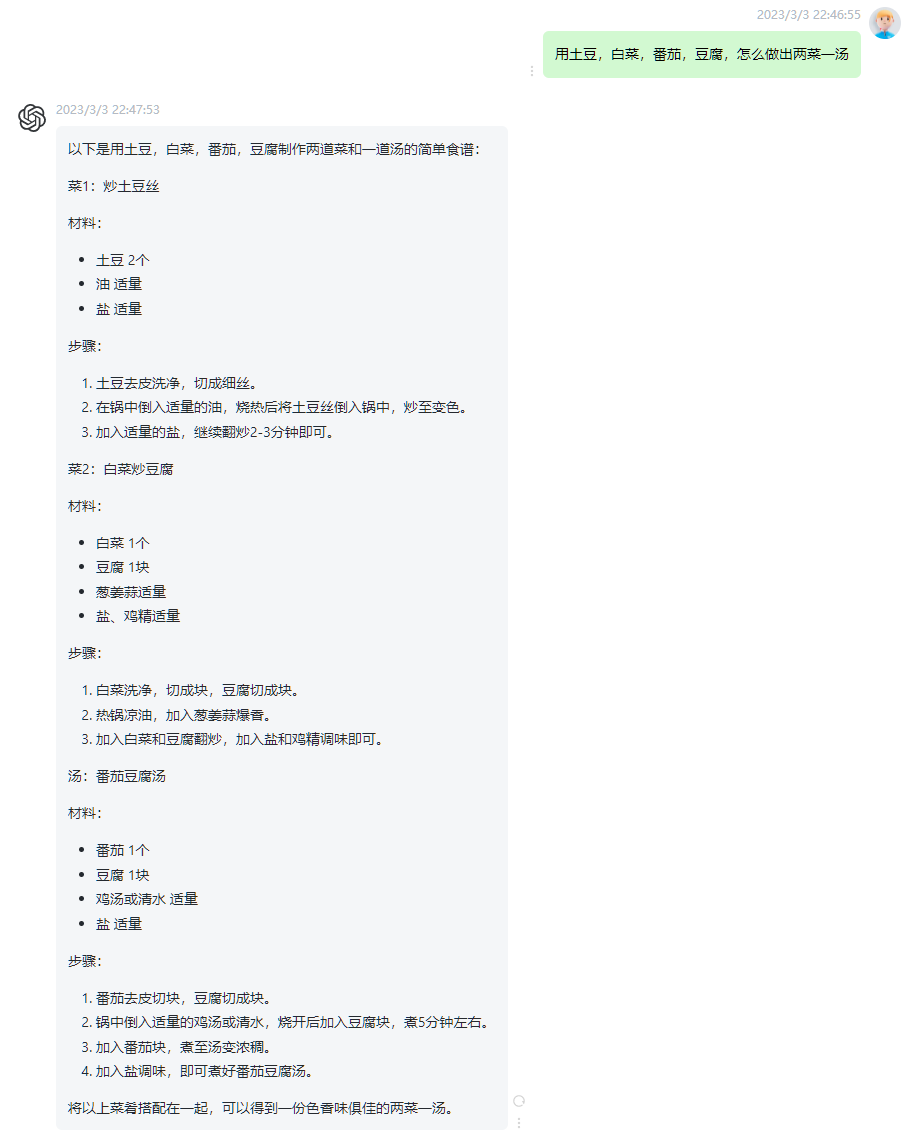 2023/3/3 22:46:55
用土豆，白菜，番茄，豆腐，怎么做出两菜一汤
2023/3/3 22:47:53
以下是用土豆，白菜，番茄，豆腐制作两道菜和一道汤的简单食谱：
菜1：炒土豆丝
材料：
• 土豆 2个
• 油 适量
• 盐 适量
步骤：
1. 土豆去皮洗净，切成细丝。
2. 在锅中倒入适量的油，烧热后将土豆丝倒入锅中，炒至变色。
3. 加入适量的盐，继续翻炒2-3分钟即可。
菜2：白菜炒豆腐
材料：
• 白菜 1个
• 豆腐 1块
• 葱姜蒜适量
• 盐、鸡精适量
步骤：
1. 白菜洗净，切成块，豆腐切成块。
2. 热锅凉油，加入葱姜蒜爆香。
3. 加入白菜和豆腐翻炒，加入盐和鸡精调味即可。
汤：番茄豆腐汤
材料：
• 番茄 1个
• 豆腐 1块
• 鸡汤或清水 适量
• 盐 适量
步骤：
1. 番茄去皮切块，豆腐切成块。
2. 锅中倒入适量的鸡汤或清水，烧开后加入豆腐块，煮5分钟左右。
3. 加入番茄块，煮至汤变浓稠。
4. 加入盐调味，即可煮好番茄豆腐汤。
将以上菜肴搭配在一起，可以得到一份色香味俱佳的两菜一汤。